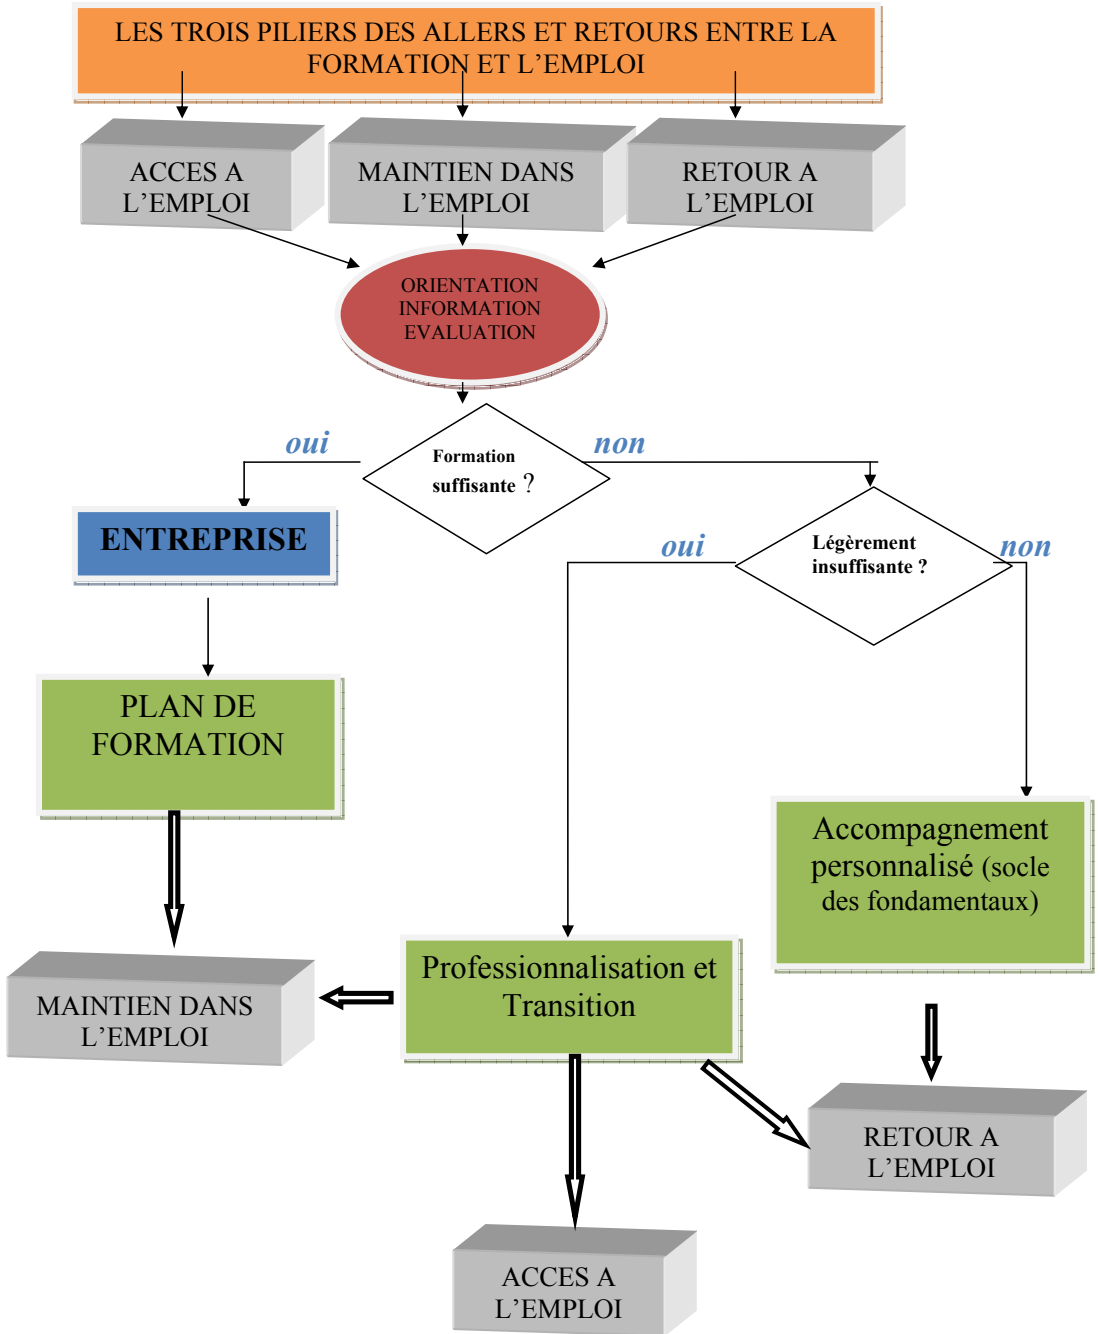 LES TROIS PILIERS DES ALLERS ET RETOURS ENTRE LA
FORMATION ET L’EMPLOI
ACCES A
L’EMPLOI
MAINTIEN DANS
L’EMPLOI
RETOUR A
L’EMPLOI
ORIENTATION
INFORMATION
EVALUATION
oui
Formation
suffisante ?
non
ENTREPRISE
oui
Légèrement
insuffisante ?
non
PLAN DE
FORMATION
Accompagnement
personnalisé (socle
des fondamentaux)
Professionnalisation et
Transition
MAINTIEN DANS
L’EMPLOI
RETOUR A
L’EMPLOI
ACCES A
L’EMPLOI